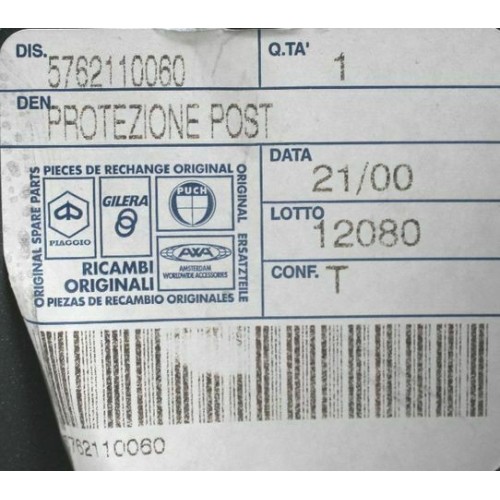 DIS. 5762110060
Q.TA' 1
DEN. PROTEZIONE POST
PIECES DE RECHANGE ORIGINAL
ORIGINAL SPARE PARTS
ORIGINAL ERSATZTEILE
PIAGGIO
GILERA
PUCH
AWA
AMSTERDAM
WORLDWIDE ACCESSORIES
RICAMBI
ORIGINALI
PIEZAS DE RECAMBIO ORIGINALES
DATA 21/00
LOTTO 12080
CONF. T
5762110060